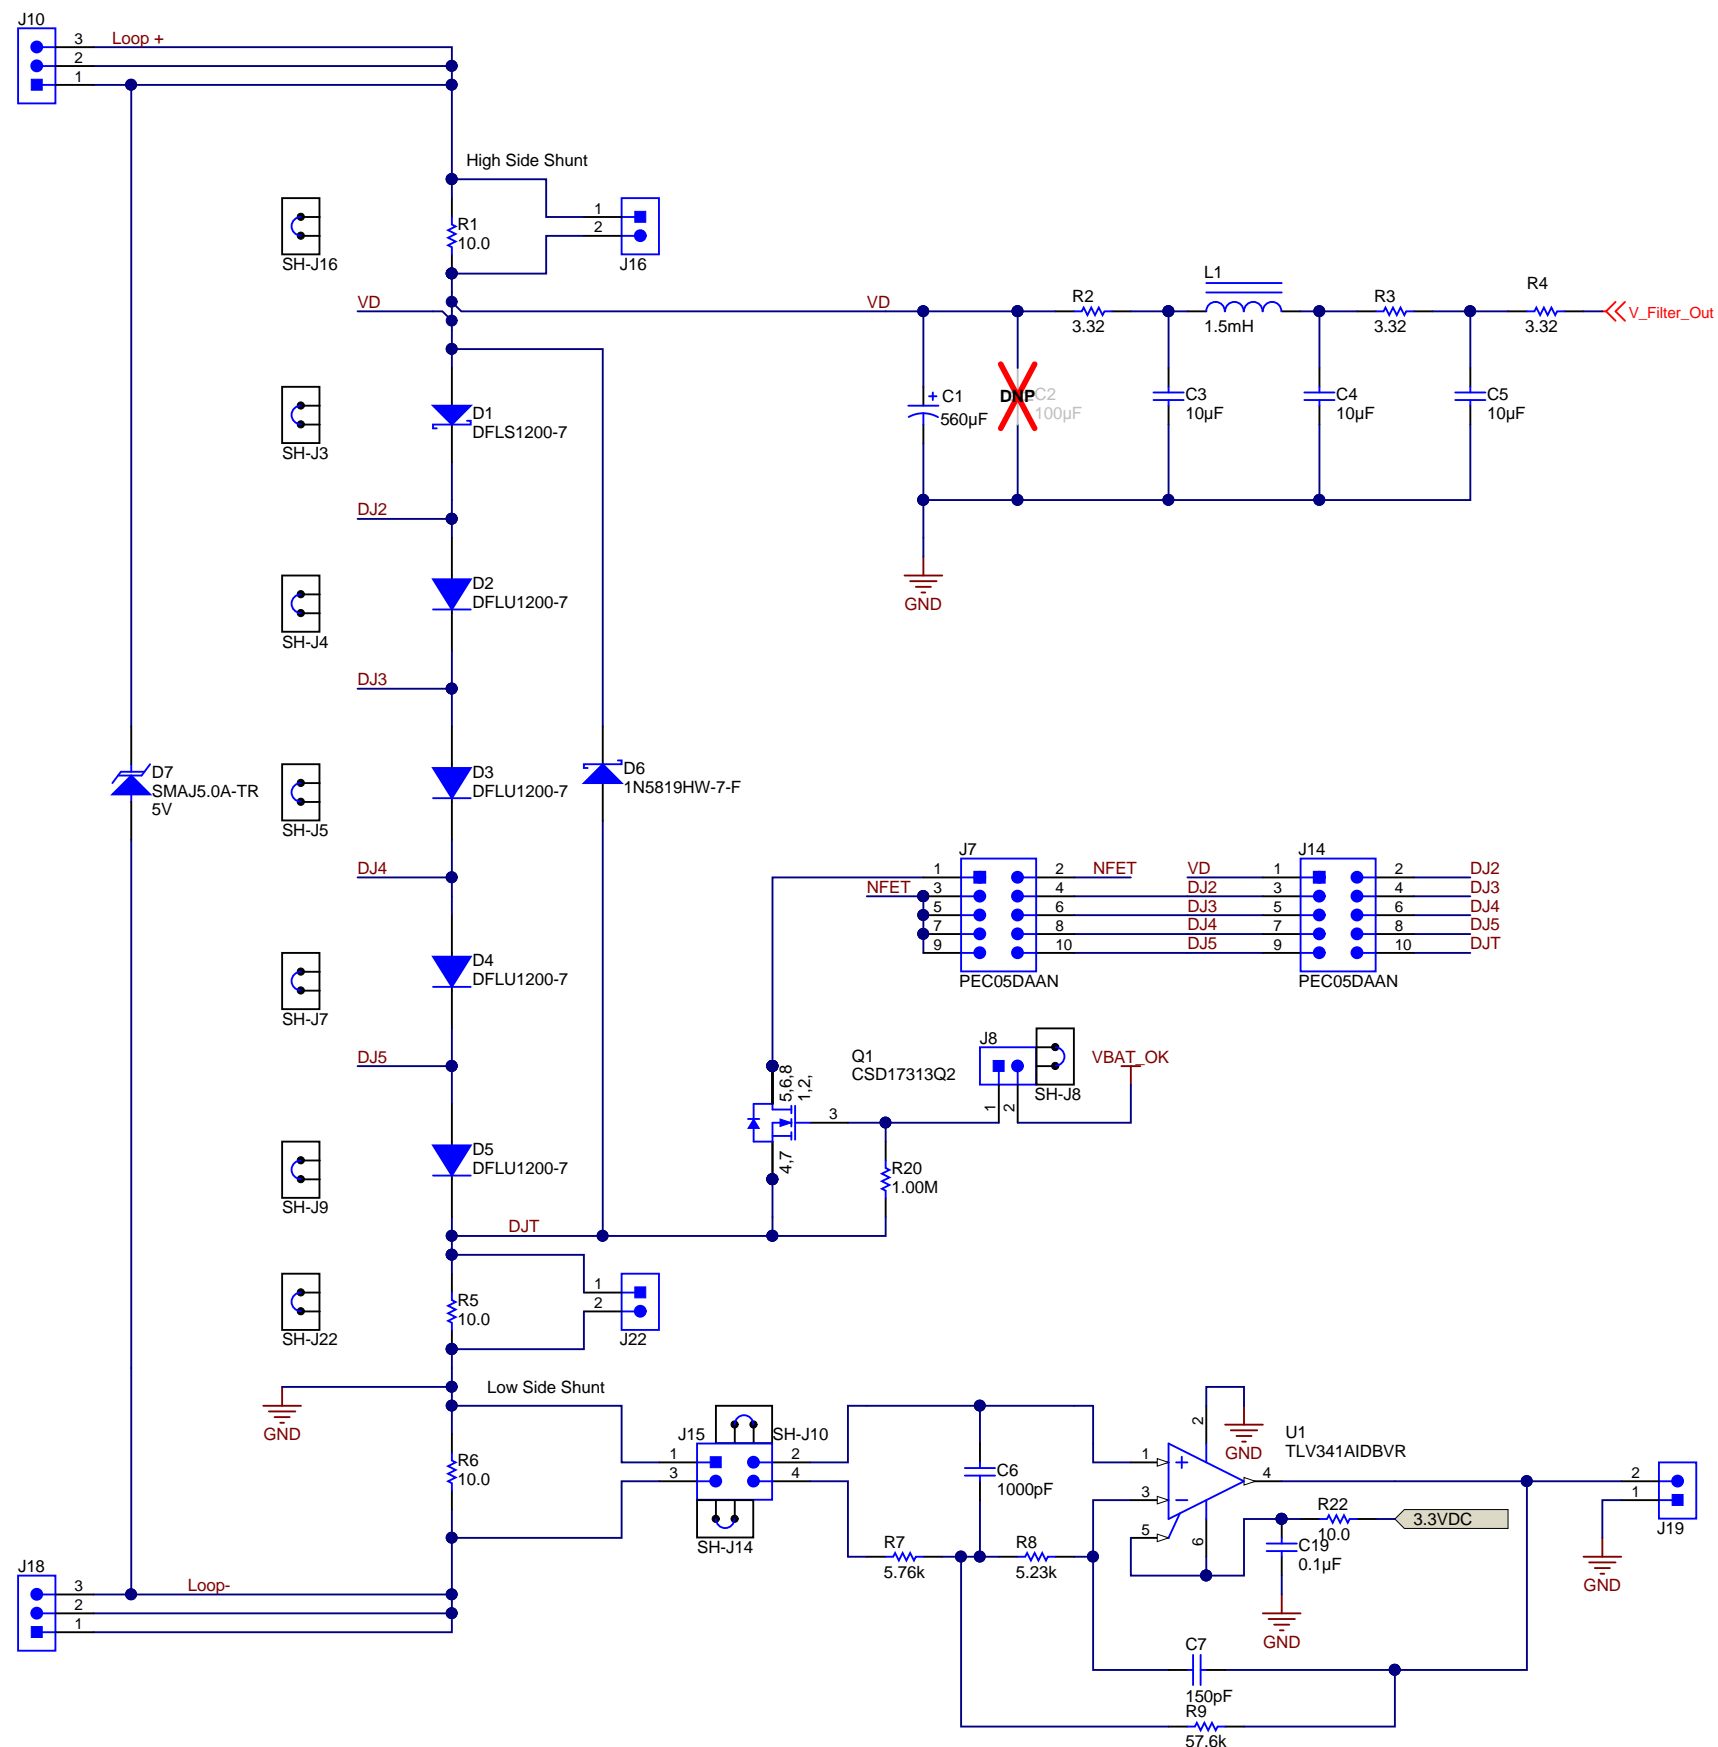 J10
3
Loop +
2
1
High Side Shunt
SH-J16
R1
10.0
1
2
J16
VD
VD
R2
3.32
L1
1.5mH
R3
3.32
R4
3.32
V_Filter_Out
+
C1
560µF
DNP
C2
100µF
C3
10µF
C4
10µF
C5
10µF
GND
SH-J3
D1
DFLS1200-7
DJ2
SH-J4
D2
DFLU1200-7
DJ3
D7
SMAJ5.0A-TR
5V
SH-J5
D3
DFLU1200-7
D6
1N5819HW-7-F
DJ4
J7
1
2
NFET
NFET
3
4
5
6
7
8
9
10
PEC05DAAN
J14
VD
1
2
DJ2
DJ2
3
4
DJ3
DJ3
5
6
DJ4
DJ4
7
8
DJ5
DJ5
9
10
DJT
PEC05DAAN
SH-J7
D4
DFLU1200-7
DJ5
Q1
CSD17313Q2
5,6,8
1,2,
3
4,7
J8
1
2
SH-J8
VBAT_OK
R20
1.00M
SH-J9
D5
DFLU1200-7
DJT
SH-J22
R5
10.0
1
2
J22
GND
Low Side Shunt
R6
10.0
J15
SH-J10
1
2
3
4
SH-J14
C6
1000pF
R7
5.76k
R8
5.23k
1
+
3
−
5
2
6
4
GND
U1
TLV341AIDBVR
R22
10.0
3.3VDC
C19
0.1µF
GND
2
1
J19
GND
J18
3
Loop-
2
1
C7
150pF
R9
57.6k